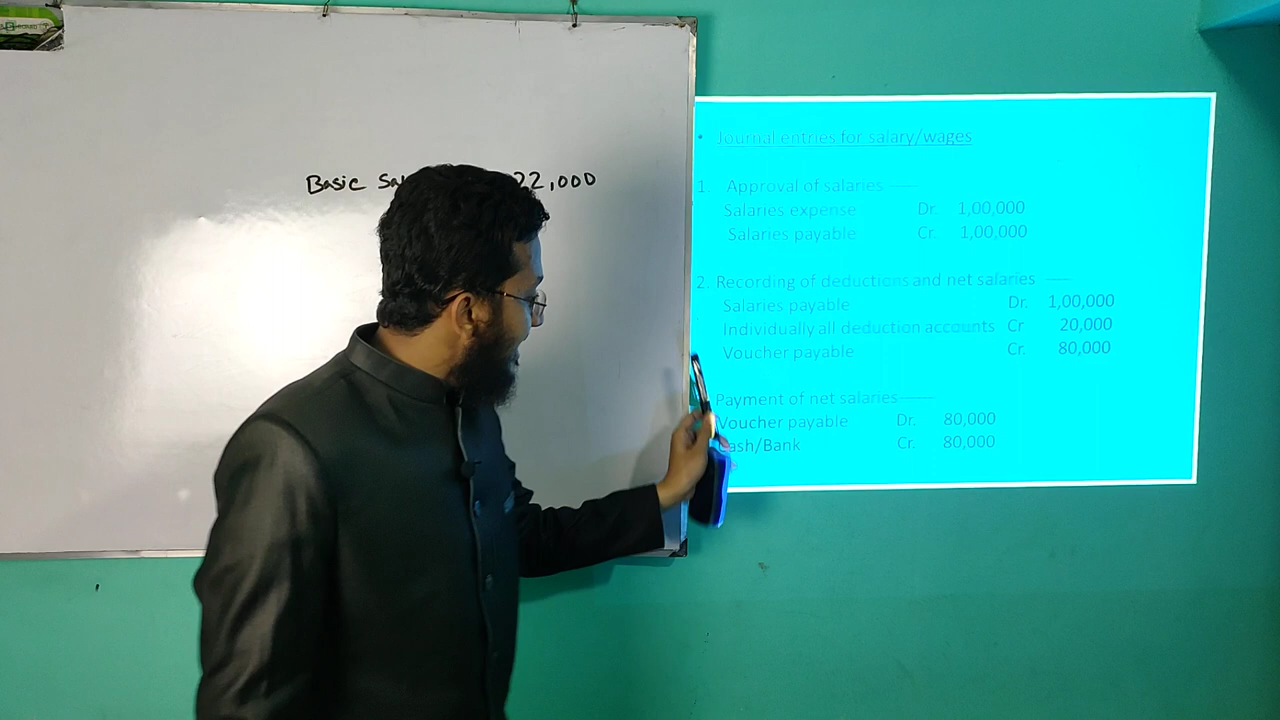 Basic Sa 22,000
• Journal entries for salary/wages
1. Approval of salaries ——
Salaries expense Dr. 1,00,000
Salaries payable Cr. 1,00,000
2. Recording of deductions and net salaries ——
Salaries payable Dr. 1,00,000
Individually all deduction accounts Cr 20,000
Voucher payable Cr. 80,000
Payment of net salaries——
Voucher payable Dr. 80,000
Cash/Bank Cr. 80,000